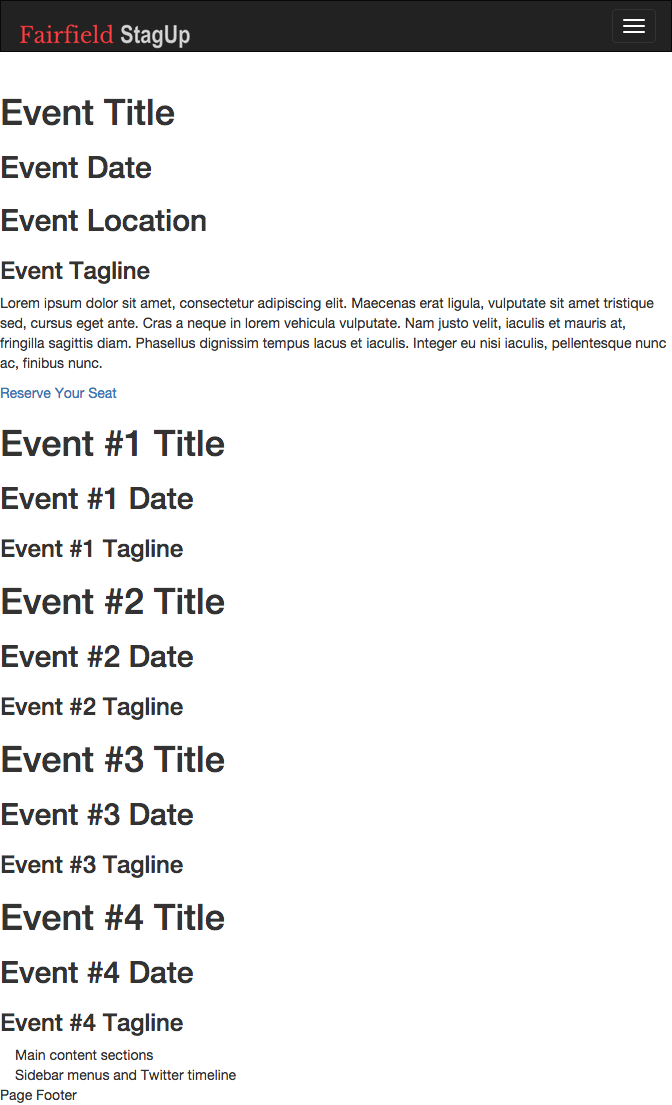 Fairfield StagUp
Event Title
Event Date
Event Location
Event Tagline
Lorem ipsum dolor sit amet, consectetur adipiscing elit. Maecenas erat ligula, vulputate sit amet tristique
sed, cursus eget ante. Cras a neque in lorem vehicula vulputate. Nam justo velit, iaculis et mauris at,
fringilla sagittis diam. Phasellus dignissim tempus lacus et iaculis. Integer eu nisi iaculis, pellentesque nunc
ac, finibus nunc.
Reserve Your Seat
Event #1 Title
Event #1 Date
Event #1 Tagline
Event #2 Title
Event #2 Date
Event #2 Tagline
Event #3 Title
Event #3 Date
Event #3 Tagline
Event #4 Title
Event #4 Date
Event #4 Tagline
Main content sections
Sidebar menus and Twitter timeline
Page Footer